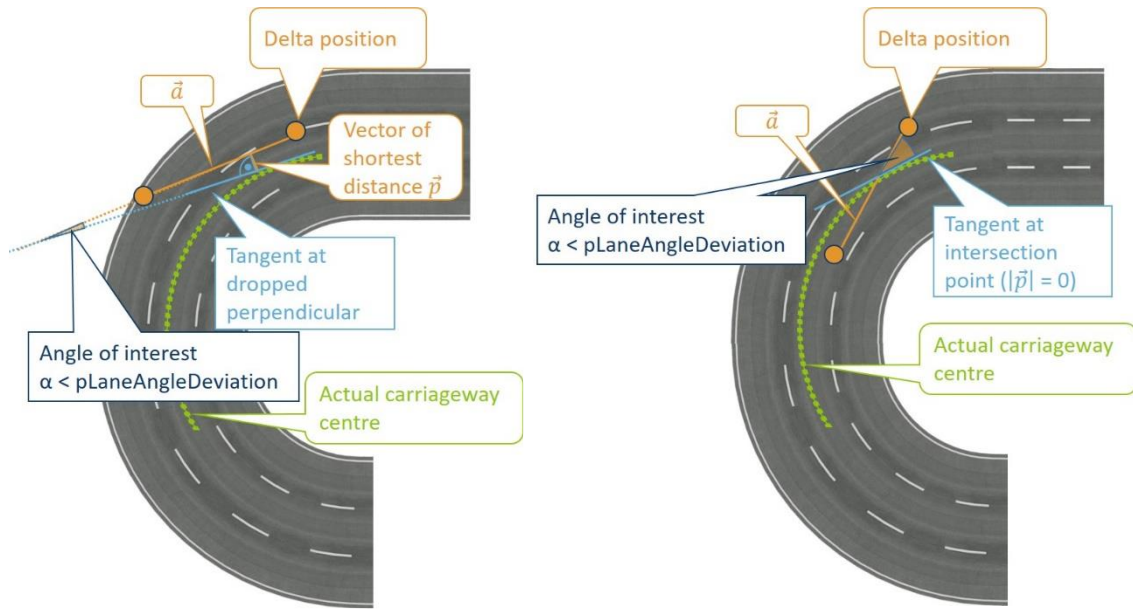 Delta position
𝑎⃗
Vector of
shortest
distance 𝑝⃗
Tangent at
dropped
perpendicular
Angle of interest
α < pLaneAngleDeviation
Actual carriageway
centre
Delta position
𝑎⃗
Angle of interest
α < pLaneAngleDeviation
Tangent at
intersection
point (|𝑝⃗| = 0)
Actual carriageway
centre